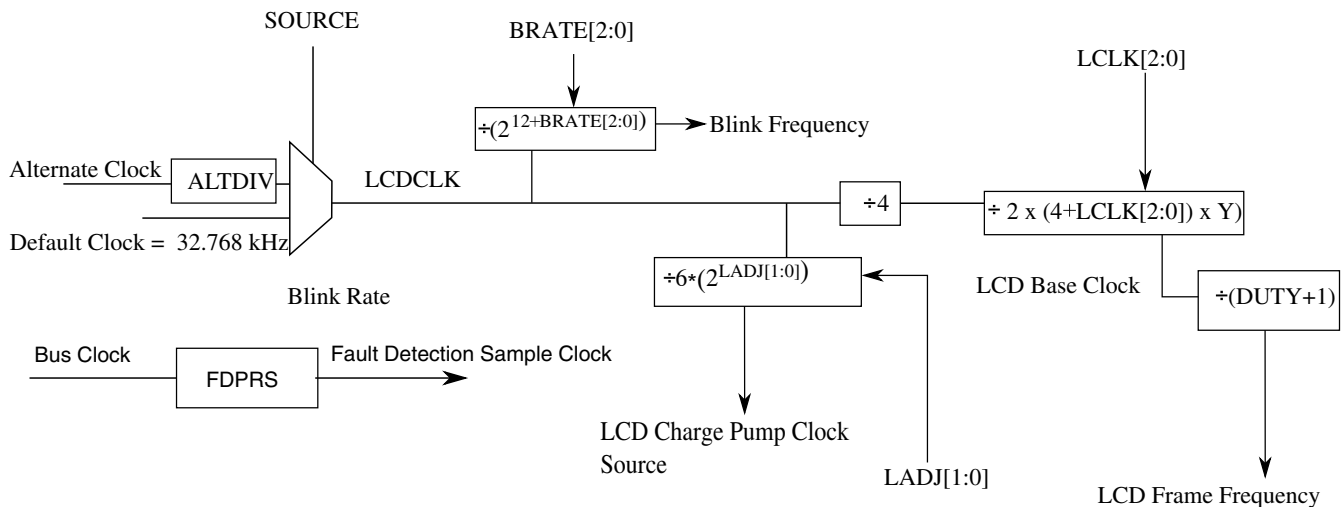 SOURCE
BRATE[2:0]
LCLK[2:0]
÷(2^12+BRATE[2:0])
Blink Frequency
Alternate Clock
ALTDIV
LCDCLK
÷4
÷ 2 x (4+LCLK[2:0]) x Y)
Default Clock = 32.768 kHz
÷6*(2^LADJ[1:0])
LCD Base Clock
÷(DUTY+1)
Blink Rate
Bus Clock
FDPRS
Fault Detection Sample Clock
LCD Charge Pump Clock
Source
LADJ[1:0]
LCD Frame Frequency